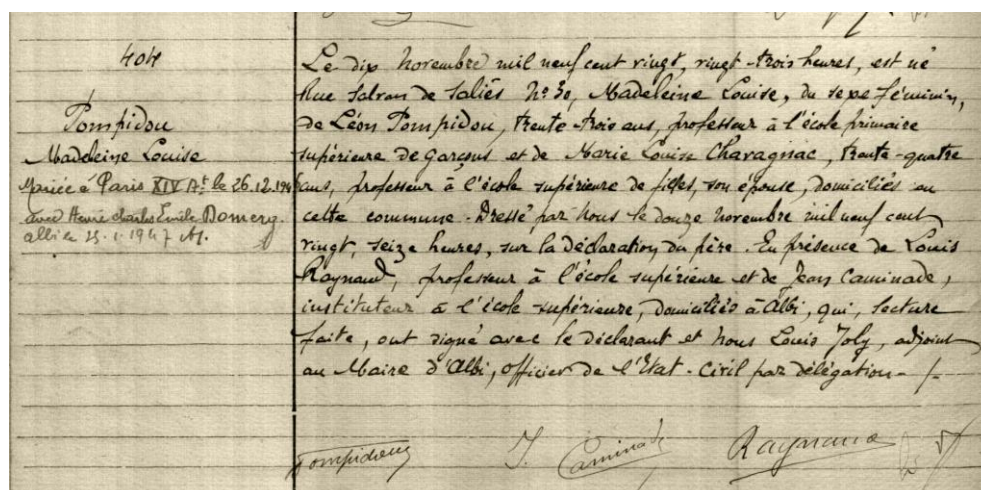 404
Pompidou
Madeleine Louise
Mariée à Paris XIV At le 26.12.194
avec Henri Charles Emile Domerg.
albi le 25.1.1947
Le dix novembre mil neuf cent vingt, vingt-trois heures, est né
Rue Salvan de Saliès N° 30, Madeleine Louise, du sexe féminin,
de Léon Pompidou, trente-trois ans, professeur à l'école primaire
supérieure de garçons et de Marie Louise Chavagnac, trente-quatre
ans, professeur à l'école supérieure de filles, son épouse, domiciliés en
cette commune. Dressé par nous le douze novembre mil neuf cent
vingt, seize heures, sur la déclaration du père. En présence de Louis
Raynaud, professeur à l'école supérieure et de Jean Caminade,
instituteur à l'école supérieure, domiciliés à Albi, qui, lecture
faite, ont signé avec le déclarant et nous Louis Joly, adjoint
au Maire d'Albi, officier de l'Etat-Civil par délégation - /-
Pompidou J. Caminade Raynaud